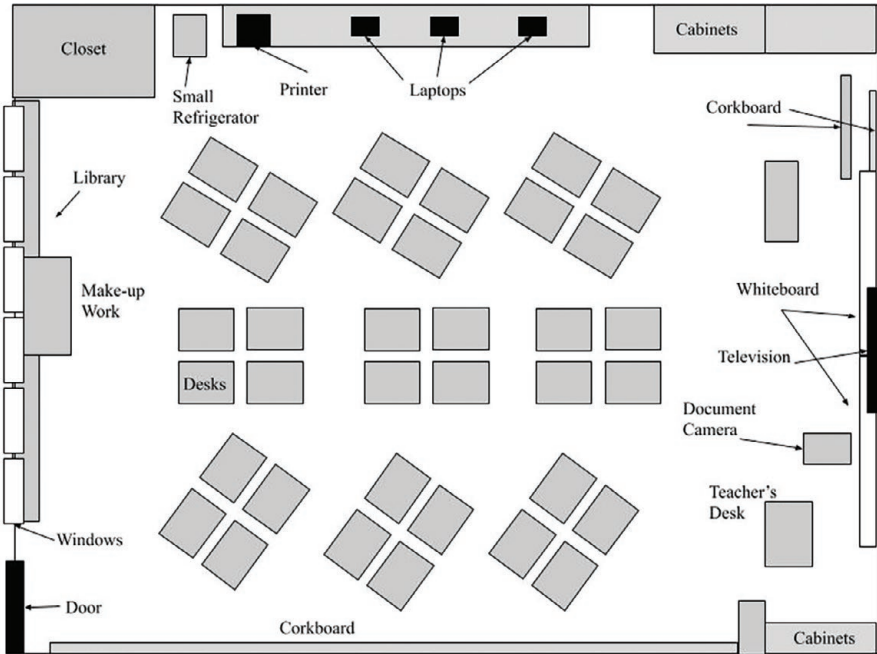 Closet
Cabinets
Small
Refrigerator
Printer
Laptops
Corkboard
Library
Make-up
Work
Whiteboard
Television
Desks
Document
Camera
Teacher’s
Desk
Windows
Door
Corkboard
Cabinets